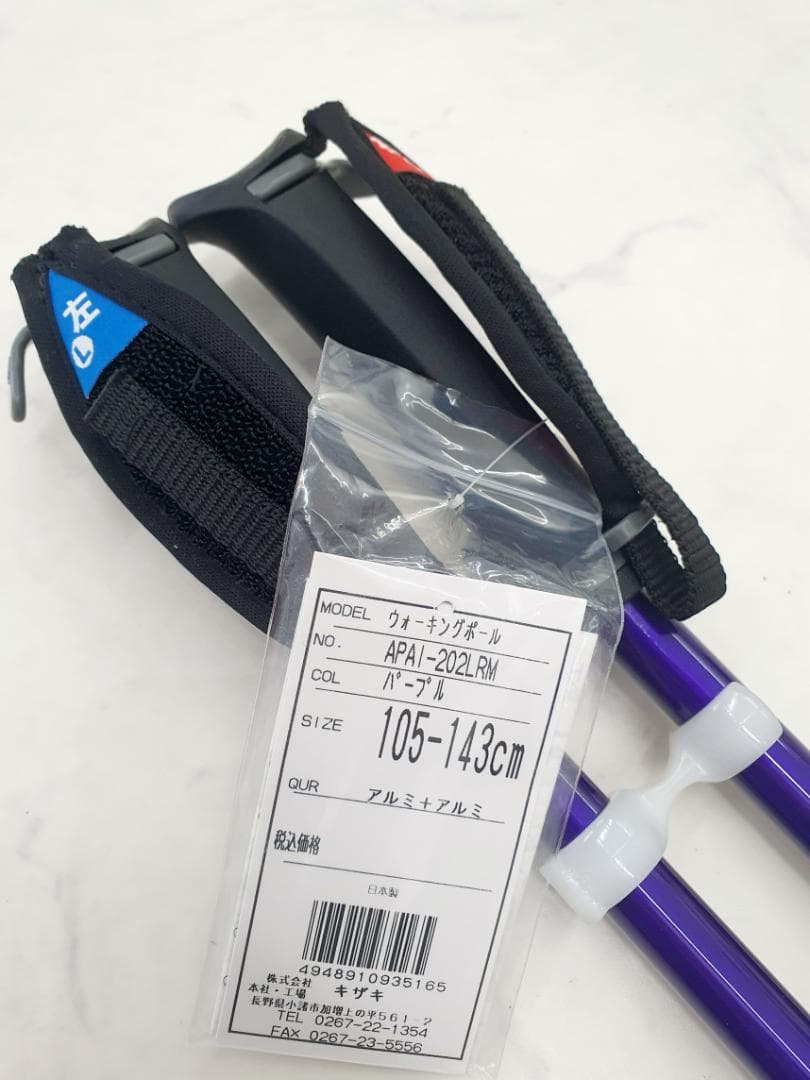 左
L
MODEL ウォーキングポール
NO. APAI-202LRM
COL パープル
SIZE 105-143cm
QUR アルミ+アルミ
税込価格
日本製
4948910935165
株式会社
本社・工場 キザキ
長野県小諸市加増上の平561-2
TEL 0267-22-1354
FAX 0267-23-5556